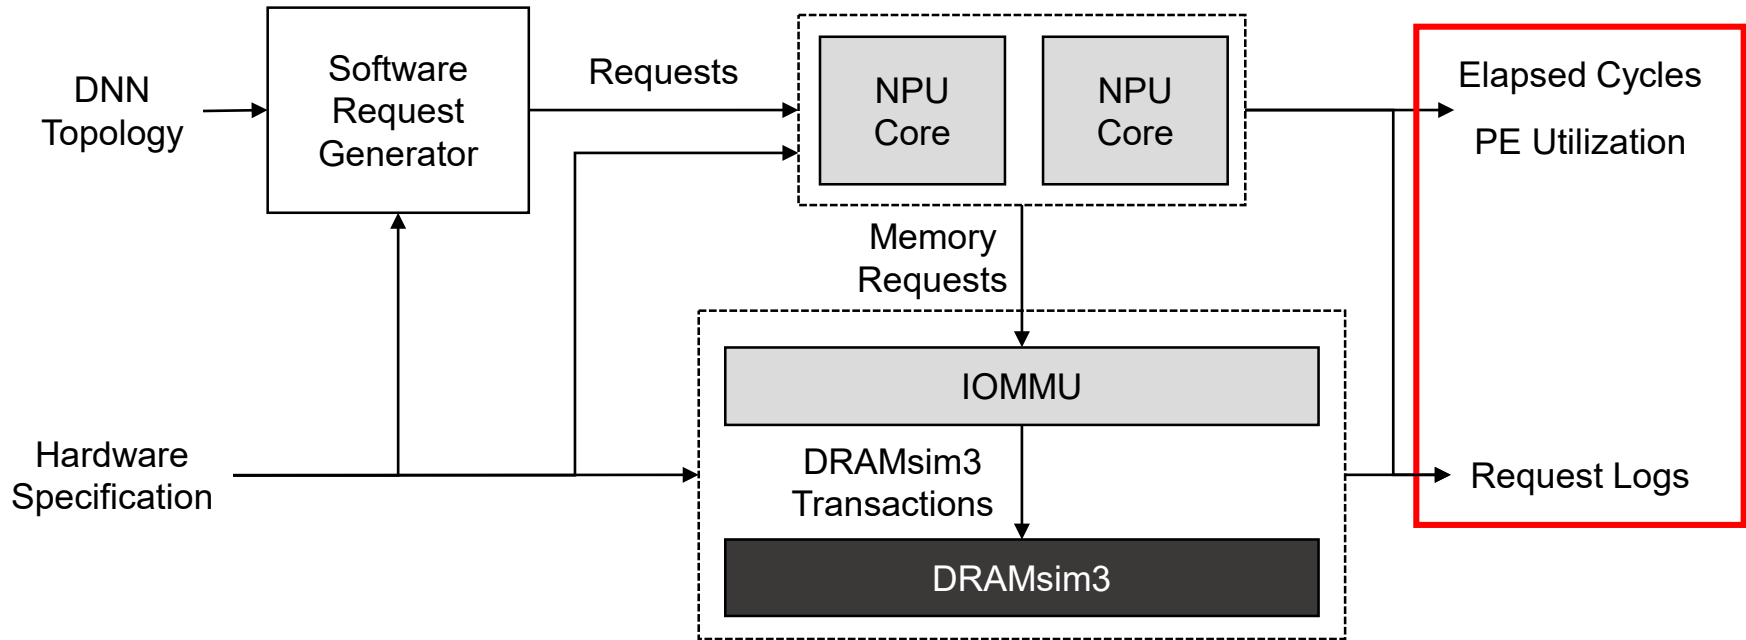 DNN
Topology
Software
Request
Generator
Requests
NPU
Core
NPU
Core
Elapsed Cycles
PE Utilization
Memory
Requests
IOMMU
Hardware
Specification
DRAMsim3
Transactions
Request Logs
DRAMsim3